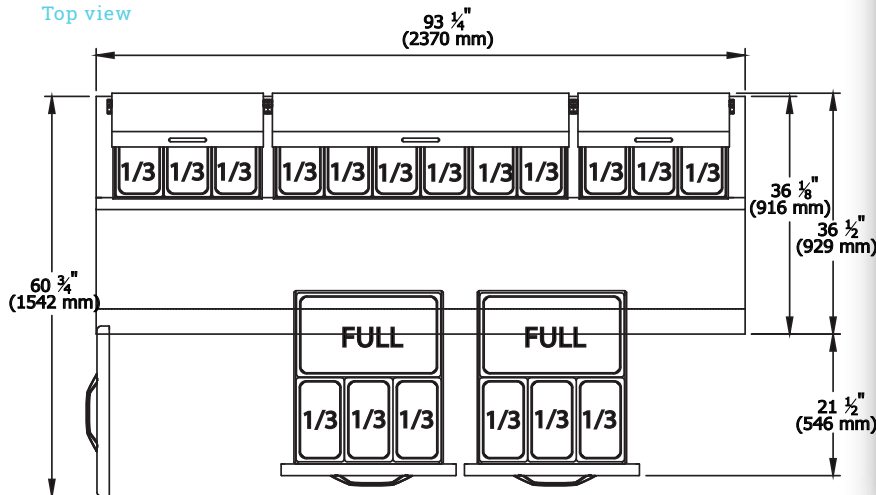 Top view
93 ¼"
(2370 mm)
1/3 1/3 1/3 1/3 1/3 1/3 1/3 1/3 1/3 1/3 1/3 1/3
36 ⅛"
(916 mm)
36 ½"
(929 mm)
60 ¾"
(1542 mm)
FULL FULL
1/3 1/3 1/3 1/3 1/3 1/3
21 ½"
(546 mm)